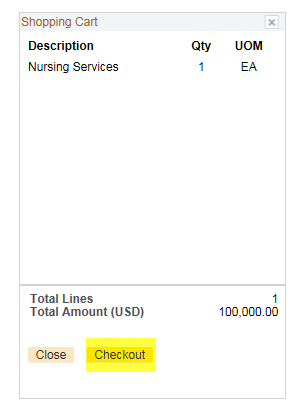 Shopping Cart
Description Qty UOM
Nursing Services 1 EA
Total Lines 1
Total Amount (USD) 100,000.00
Close Checkout